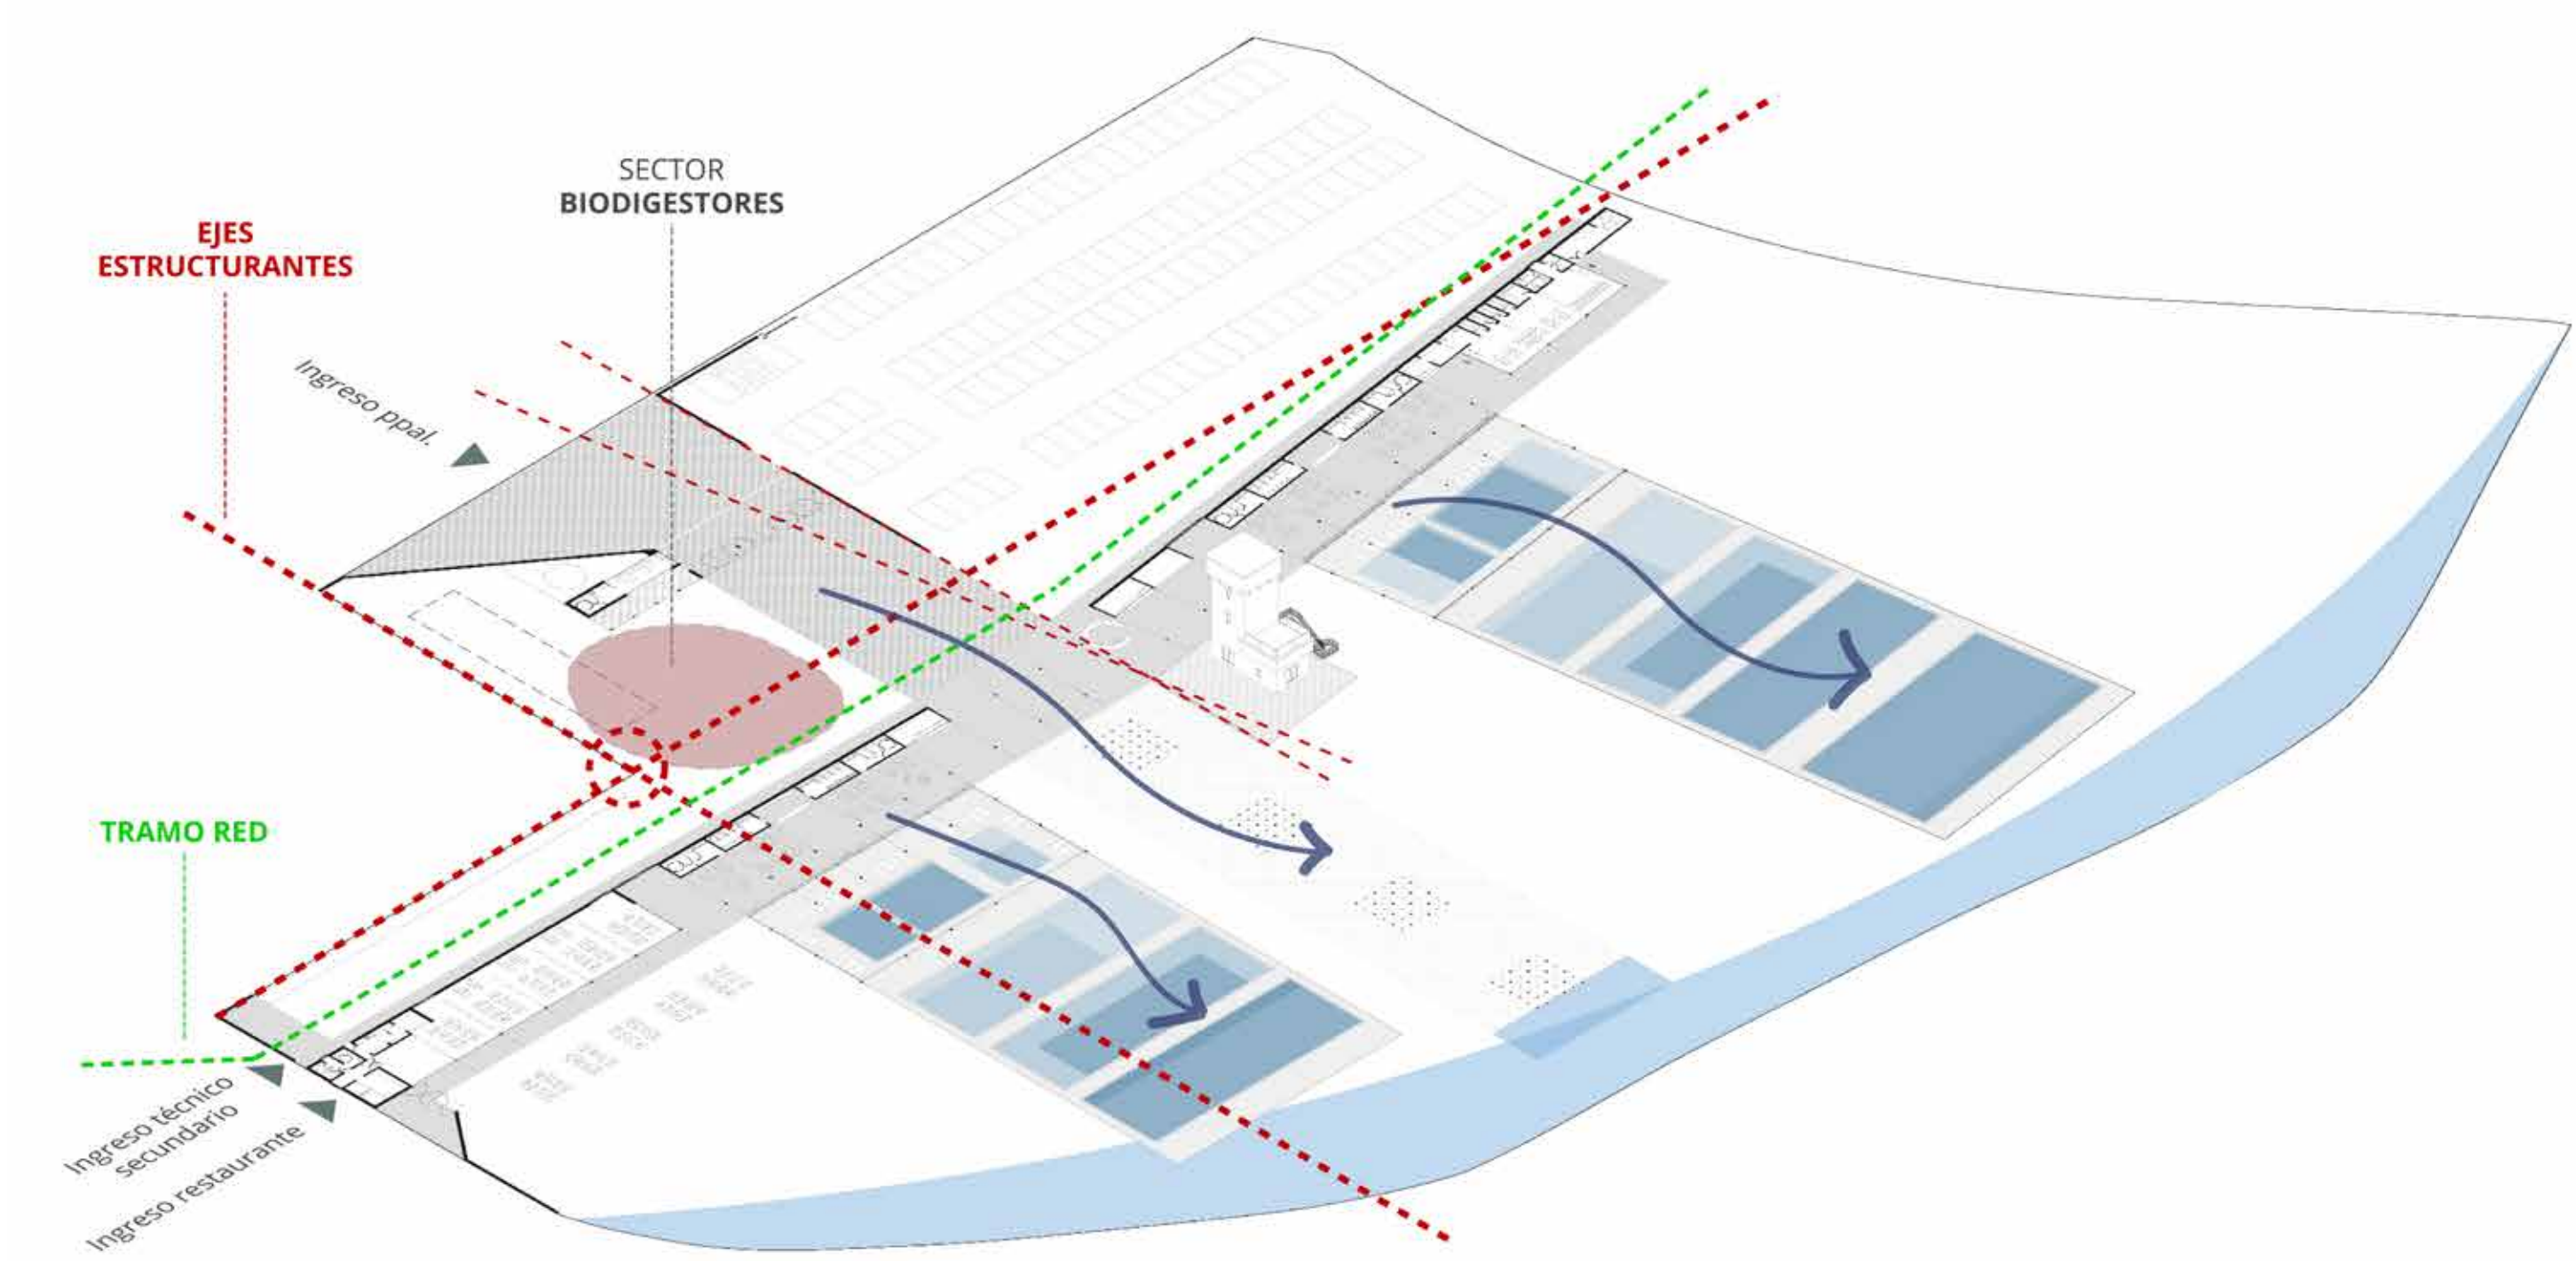 SECTOR
BIODIGESTORES
EJES
ESTRUCTURANTES
Ingreso ppal.
TRAMO RED
Ingreso técnico
secundario
Ingreso restaurante